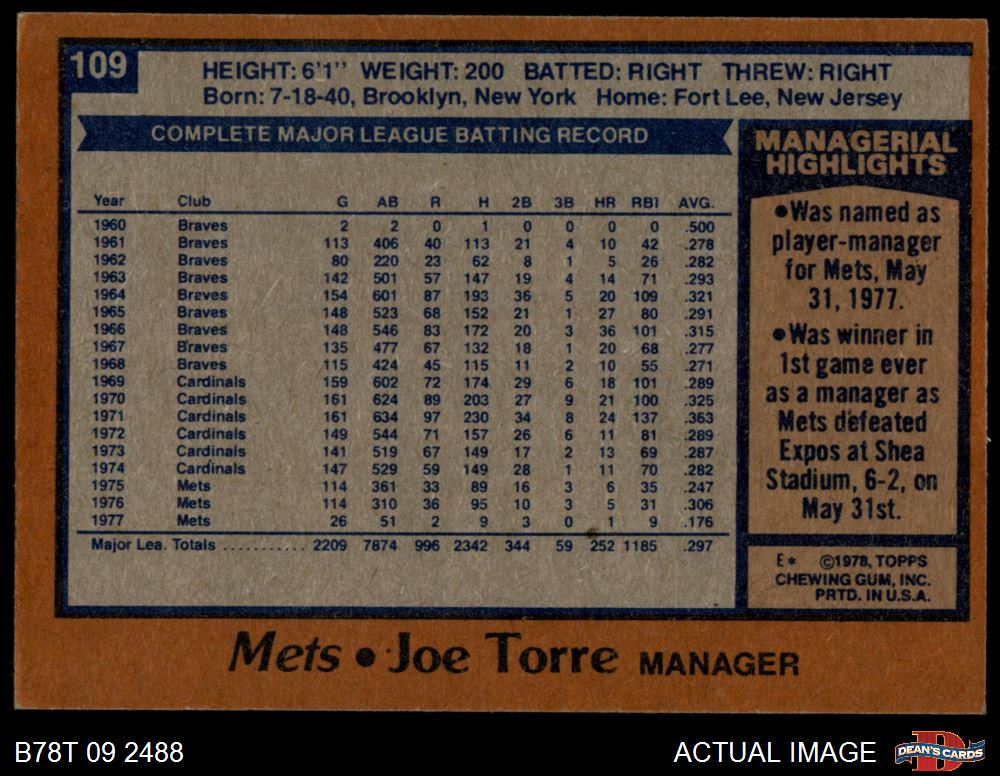 109
HEIGHT: 6'1" WEIGHT: 200 BATTED: RIGHT THREW: RIGHT
Born: 7-18-40, Brooklyn, New York Home: Fort Lee, New Jersey
COMPLETE MAJOR LEAGUE BATTING RECORD
Year Club G AB R H 2B 3B HR RBI AVG.
1960 Braves 2 2 0 1 0 0 0 0 .500
1961 Braves 113 406 40 113 21 4 10 42 .278
1962 Braves 80 220 23 62 8 1 5 26 .282
1963 Braves 142 501 57 147 19 4 14 71 .293
1964 Braves 154 601 87 193 36 5 20 109 .321
1965 Braves 148 523 68 152 21 1 27 80 .291
1966 Braves 148 546 83 172 20 3 36 101 .315
1967 Braves 135 477 67 132 18 1 20 68 .277
1968 Braves 115 424 45 115 11 2 10 55 .271
1969 Cardinals 159 602 72 174 29 6 18 101 .289
1970 Cardinals 161 624 89 203 27 9 21 100 .325
1971 Cardinals 161 634 97 230 34 8 24 137 .363
1972 Cardinals 149 544 71 157 26 6 11 81 .289
1973 Cardinals 141 519 67 149 17 2 13 69 .287
1974 Cardinals 147 529 59 149 28 1 11 70 .282
1975 Mets 114 361 33 89 16 3 6 35 .247
1976 Mets 114 310 36 95 10 3 5 31 .306
1977 Mets 26 51 2 9 3 0 1 9 .176
Major Lea. Totals .......... 2209 7874 996 2342 344 59 252 1185 .297
MANAGERIAL
HIGHLIGHTS
•Was named as
player-manager
for Mets, May
31, 1977.
•Was winner in
1st game ever
as a manager as
Mets defeated
Expos at Shea
Stadium, 6-2, on
May 31st.
E* ©1978, TOPPS
CHEWING GUM, INC.
PRTD. IN U.S.A.
Mets • Joe Torre MANAGER
B78T 09 2488
ACTUAL IMAGE
D
DEAN'S CARDS